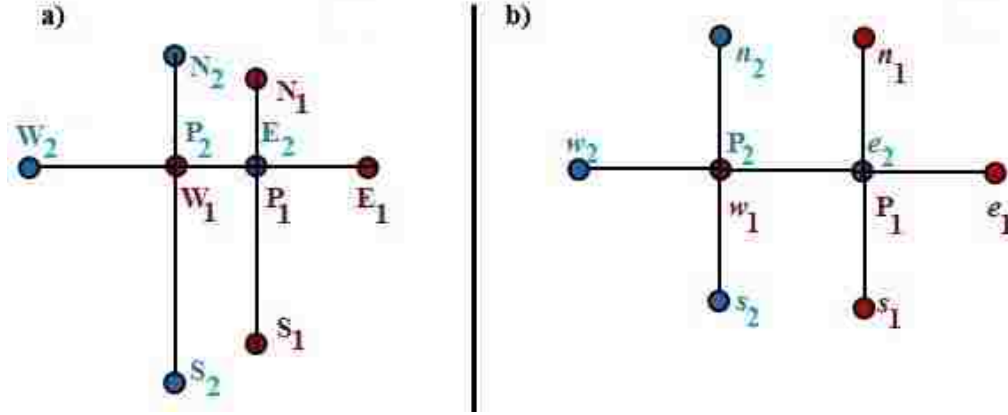 a)
N₂
N₁
W₂
P₂
E₂
W₁
P₁
E₁
S₁
S₂
b)
n₂
n₁
w₂
P₂
e₂
w₁
P₁
e₁
s₂
s₁